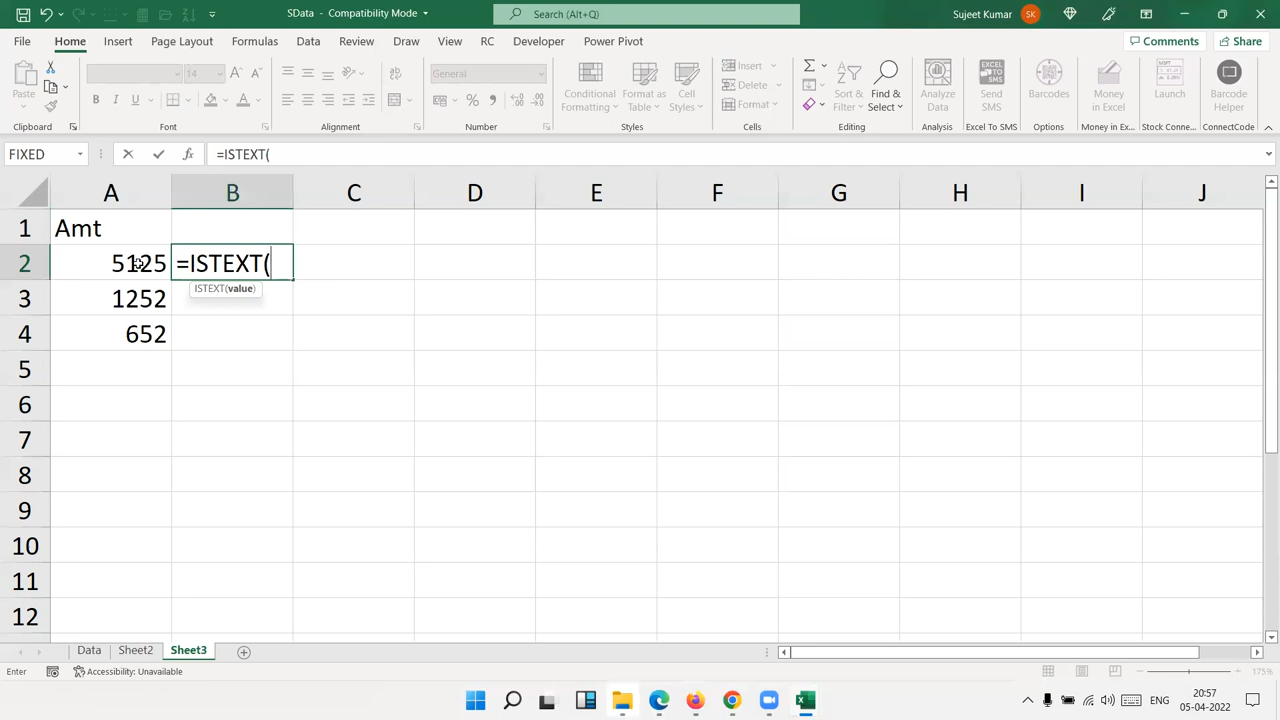 SData - Compatibility Mode
Search (Alt+Q)
Sujeet Kumar
SK
File Home Insert Page Layout Formulas Data Review View Draw RC Developer Power Pivot
Comments
Share
Paste
14
General
Conditional Formatting
Format as Table
Cell Styles
Insert
Delete
Format
Sort & Filter
Find & Select
Analyze Data
Send SMS
Barcodes
Money in Excel
Launch
Barcode Helper
Clipboard
Font
Alignment
Number
Styles
Cells
Editing
Analysis
Excel To SMS
Options
Money in Ex...
Stock Conne...
ConnectCode
FIXED
=ISTEXT(
A B C D E F G H I J
1 Amt
2 5125 =ISTEXT(
ISTEXT(value)
3 1252
4 652
5
6
7
8
9
10
11
12
Data Sheet2 Sheet3
Enter
Accessibility: Unavailable
175%
ENG
20:57
05-04-2022